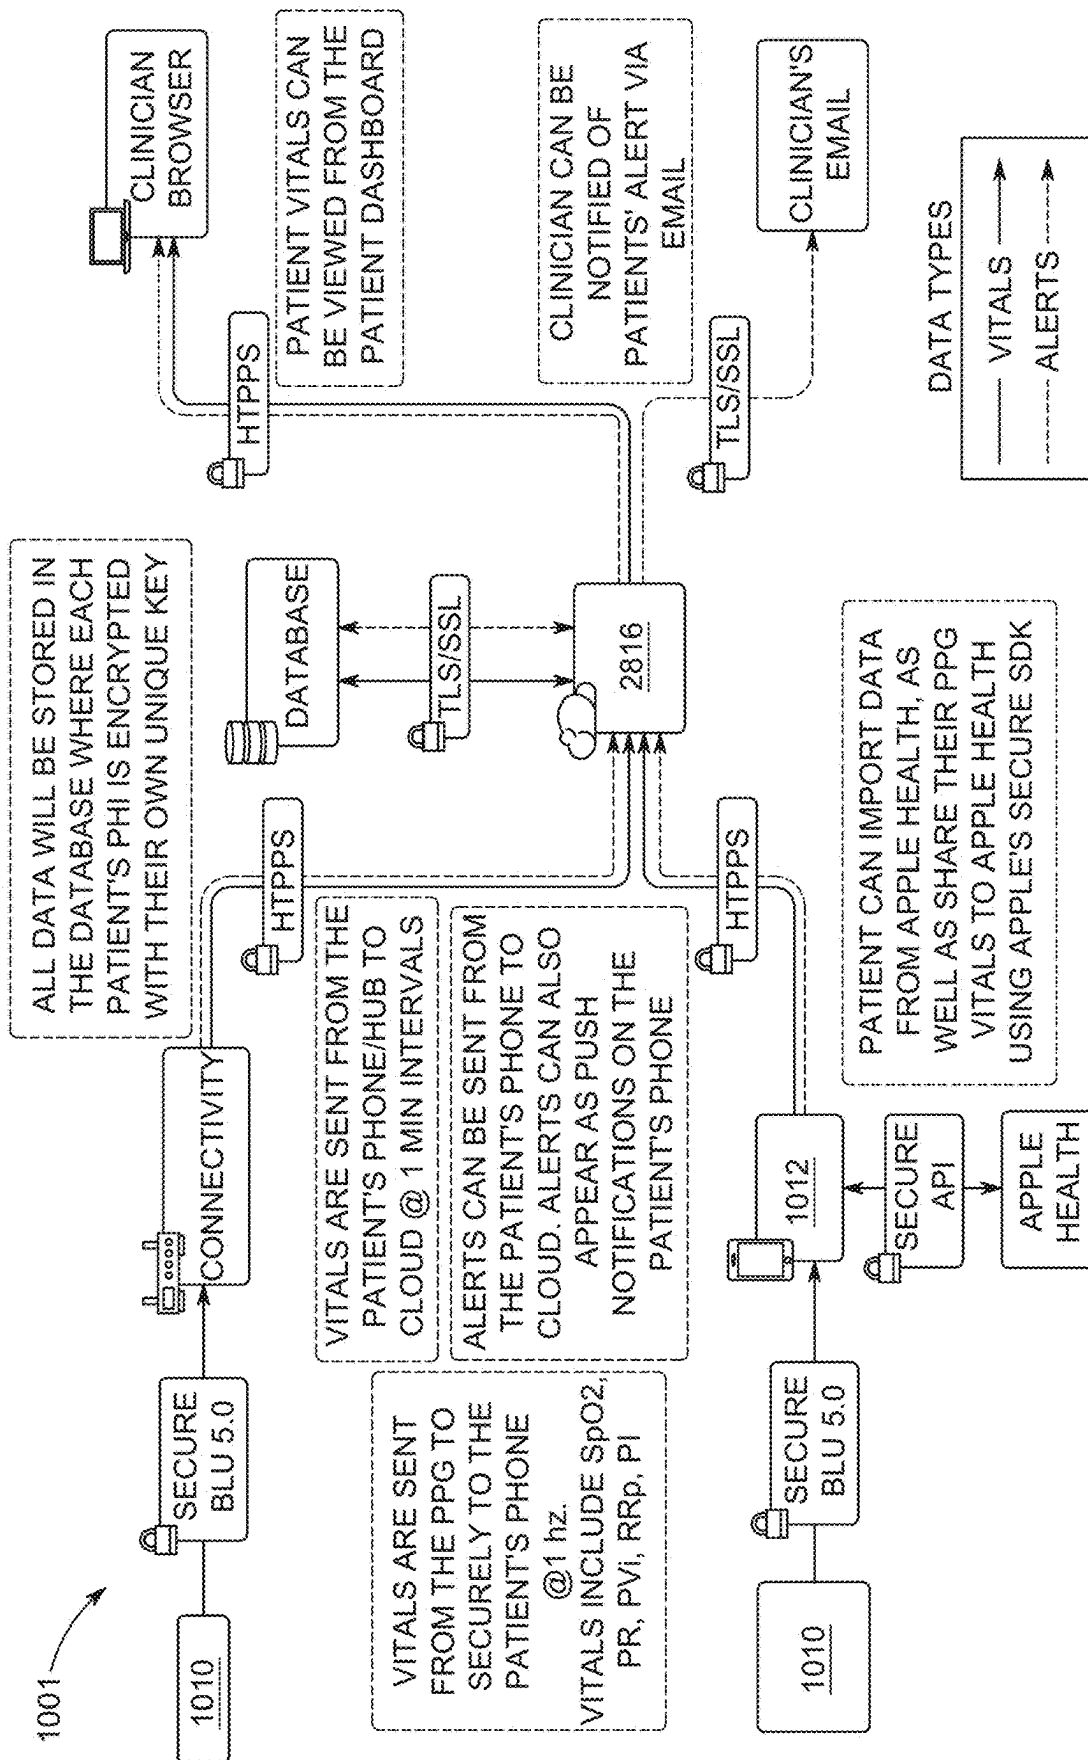 1001
1010
SECURE
BLU 5.0
CONNECTIVITY
ALL DATA WILL BE STORED IN
THE DATABASE WHERE EACH
PATIENT'S PHI IS ENCRYPTED
WITH THEIR OWN UNIQUE KEY
HTPPS
DATABASE
TLS/SSL
2816
HTPPS
CLINICIAN
BROWSER
PATIENT VITALS CAN
BE VIEWED FROM THE
PATIENT DASHBOARD
VITALS ARE SENT
FROM THE PPG TO
SECURELY TO THE
PATIENT'S PHONE
@1 hz.
VITALS INCLUDE SpO2,
PR, PVi, RRp, PI
VITALS ARE SENT FROM THE
PATIENT'S PHONE/HUB TO
CLOUD @ 1 MIN INTERVALS
ALERTS CAN BE SENT FROM
THE PATIENT'S PHONE TO
CLOUD. ALERTS CAN ALSO
APPEAR AS PUSH
NOTIFICATIONS ON THE
PATIENT'S PHONE
CLINICIAN CAN BE
NOTIFIED OF
PATIENTS' ALERT VIA
EMAIL
TLS/SSL
CLINICIAN'S
EMAIL
1010
SECURE
BLU 5.0
1012
HTPPS
SECURE
API
APPLE
HEALTH
PATIENT CAN IMPORT DATA
FROM APPLE HEALTH, AS
WELL AS SHARE THEIR PPG
VITALS TO APPLE HEALTH
USING APPLE'S SECURE SDK
DATA TYPES
VITALS
ALERTS